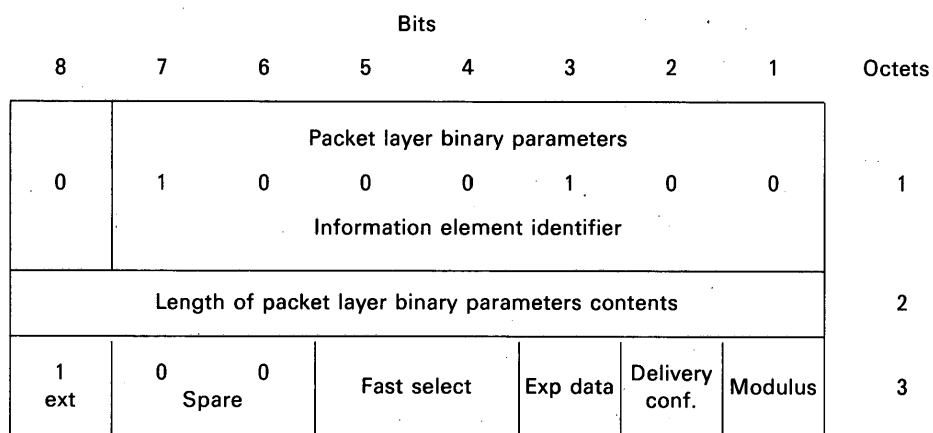 Bits
8 7 6 5 4 3 2 1 Octets
Packet layer binary parameters
0 1 0 0 0 1 0 0 1
Information element identifier
Length of packet layer binary parameters contents 2
1 ext 0 0 Spare Fast select Exp data Delivery conf. Modulus 3